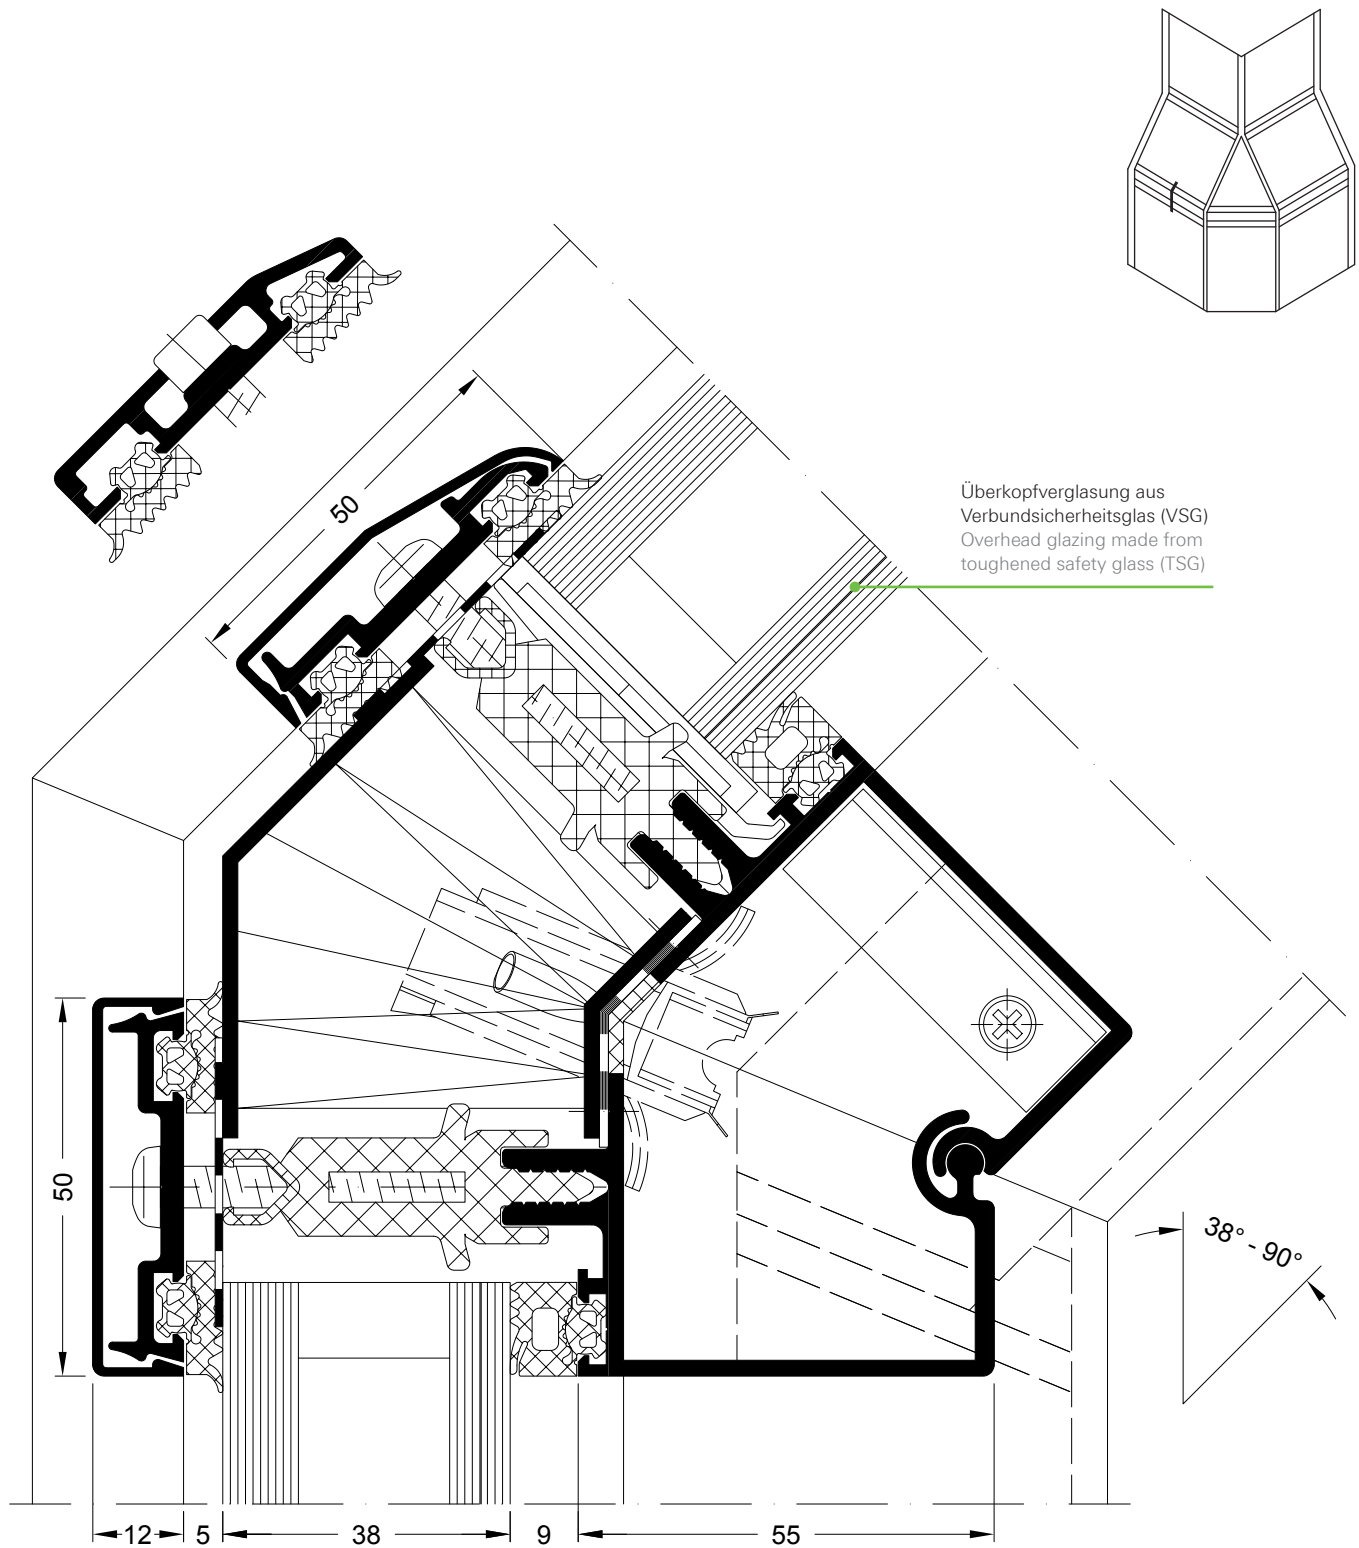 50
Überkopfverglasung aus
Verbundsicherheitsglas (VSG)
Overhead glazing made from
toughened safety glass (TSG)
50
38° - 90°
12 5 38 9 55